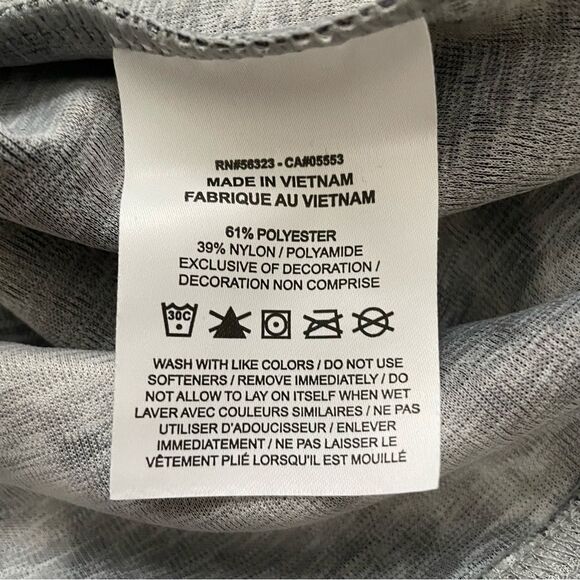 RN#56323 - CA#05553
MADE IN VIETNAM
FABRIQUE AU VIETNAM
61% POLYESTER
39% NYLON / POLYAMIDE
EXCLUSIVE OF DECORATION /
DECORATION NON COMPRISE
30C
WASH WITH LIKE COLORS / DO NOT USE
SOFTENERS / REMOVE IMMEDIATELY / DO
NOT ALLOW TO LAY ON ITSELF WHEN WET
LAVER AVEC COULEURS SIMILAIRES / NE PAS
UTILISER D'ADOUCISSEUR / ENLEVER
IMMEDIATEMENT / NE PAS LAISSER LE
VÊTEMENT PLIÉ LORSQU'IL EST MOUILLÉ